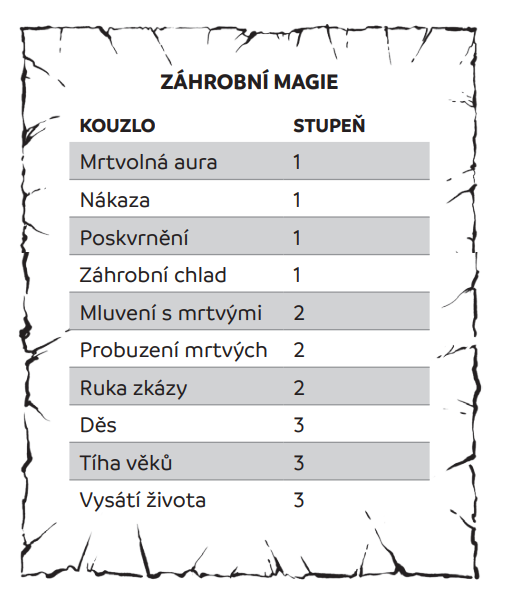 ZÁHROBNÍ MAGIE
KOUZLO STUPEŇ
Mrtvolná aura 1
Nákaza 1
Poskvrnění 1
Záhrobní chlad 1
Mluvení s mrtvými 2
Probuzení mrtvých 2
Ruka zkázy 2
Děs 3
Tíha věků 3
Vysátí života 3